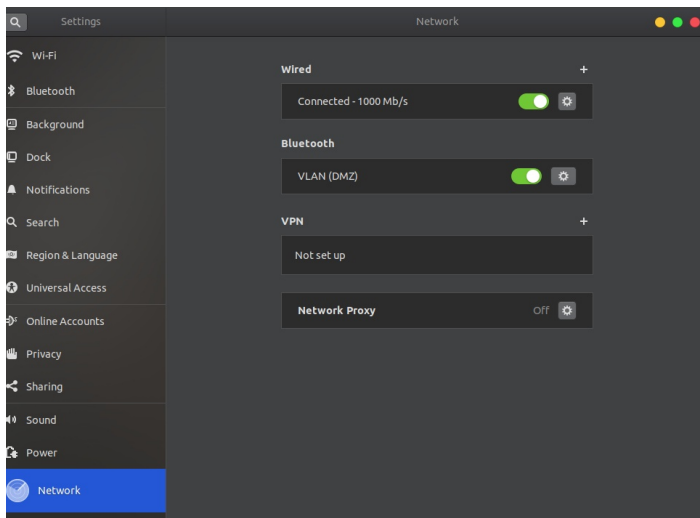 Settings
Network
Wi-Fi
Bluetooth
Background
Dock
Notifications
Search
Region & Language
Universal Access
Online Accounts
Privacy
Sharing
Sound
Power
Network
Wired
Connected - 1000 Mb/s
Bluetooth
VLAN (DMZ)
VPN
Not set up
Network Proxy
Off